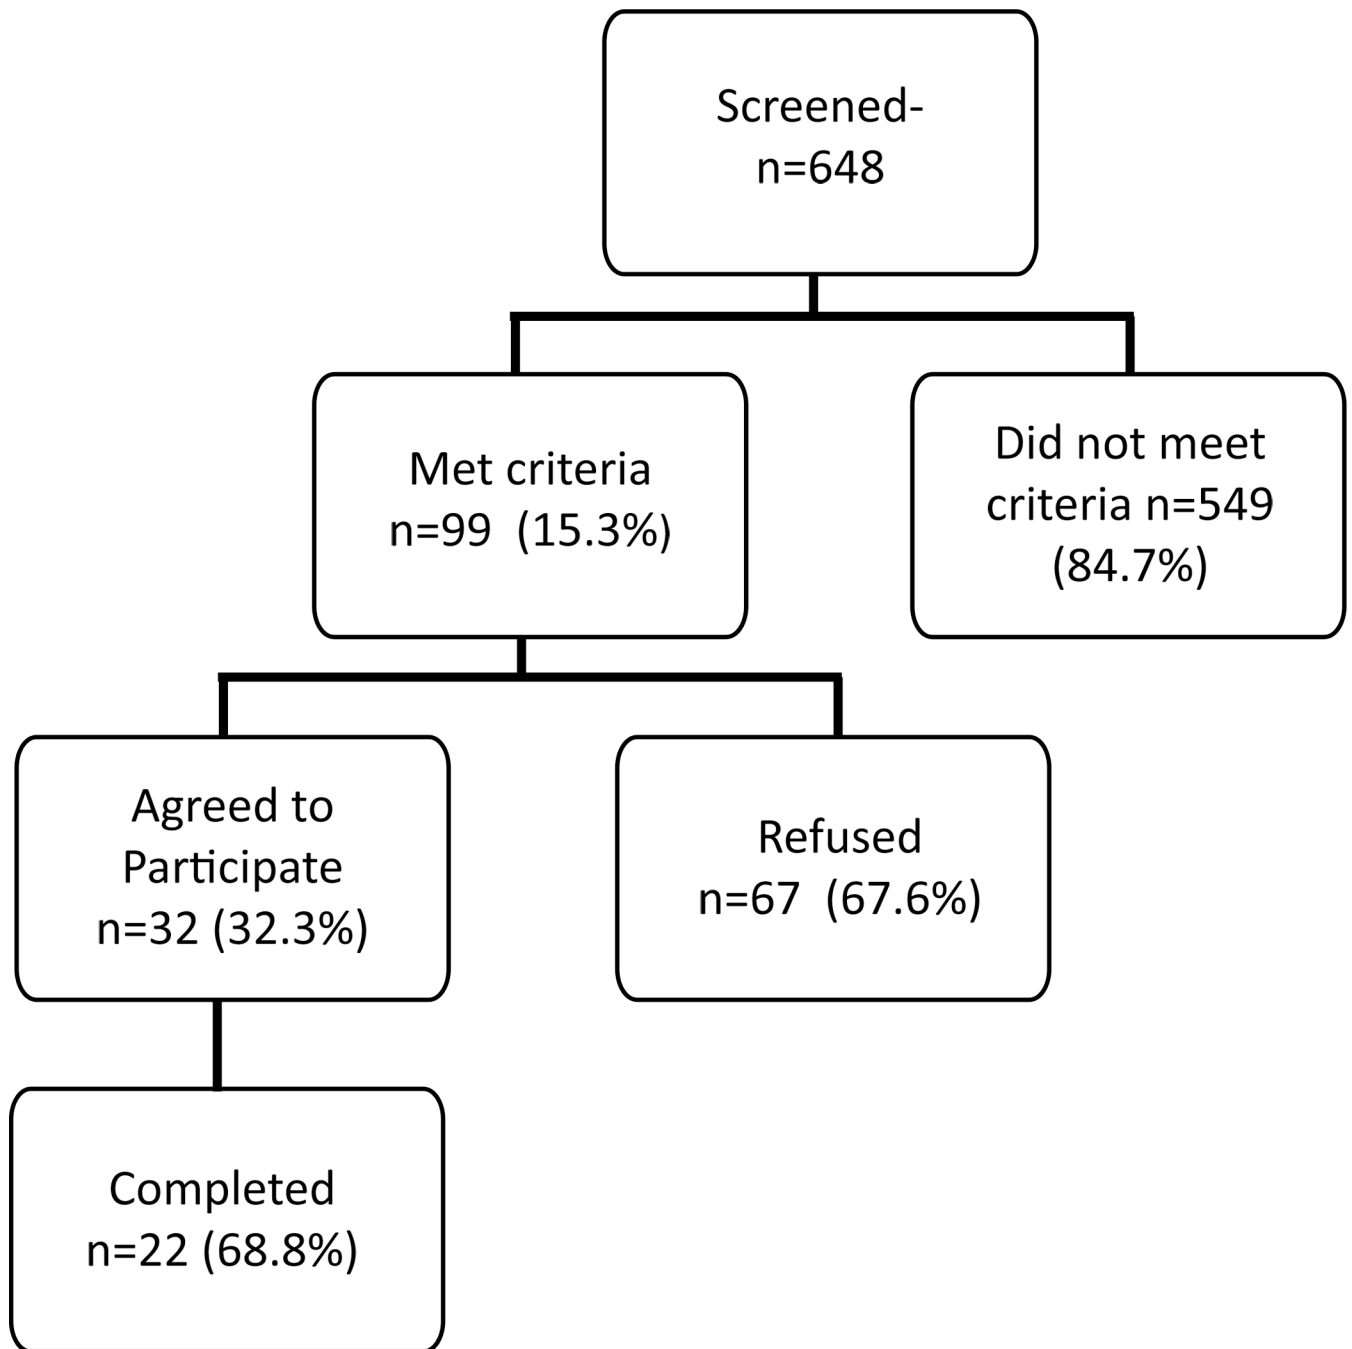 Screened-
n=648
Met criteria
n=99  (15.3%)
Did not meet
criteria n=549
(84.7%)
Agreed to
Participate
n=32 (32.3%)
Refused
n=67  (67.6%)
Completed
n=22 (68.8%)